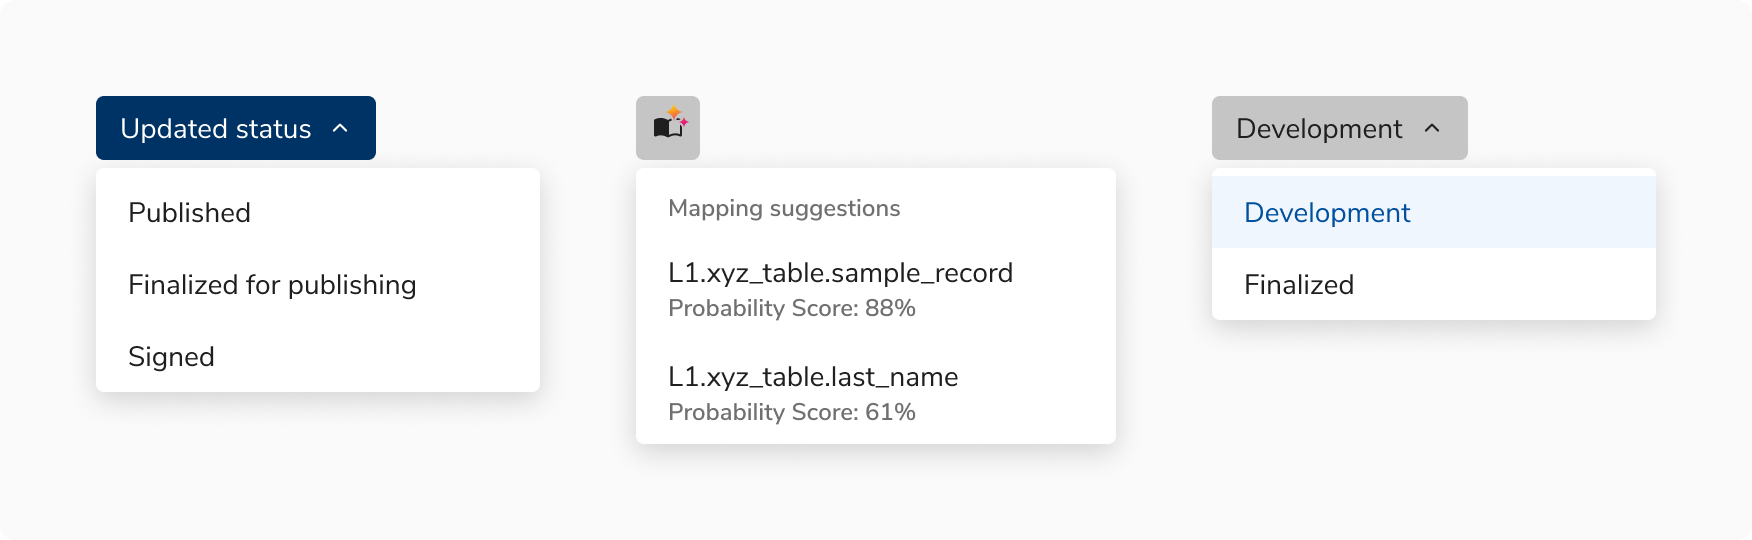 Updated status
Published
Finalized for publishing
Signed
Mapping suggestions
L1.xyz_table.sample_record
Probability Score: 88%
L1.xyz_table.last_name
Probability Score: 61%
Development
Development
Finalized